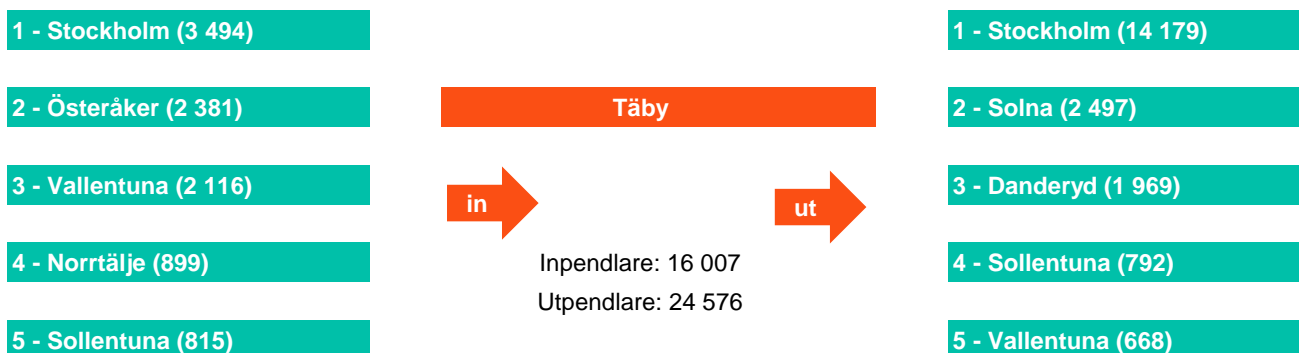 1 - Stockholm (3 494)
2 - Österåker (2 381)
3 - Vallentuna (2 116)
4 - Norrtälje (899)
5 - Sollentuna (815)
Täby
in
ut
Inpendlare: 16 007
Utpendlare: 24 576
1 - Stockholm (14 179)
2 - Solna (2 497)
3 - Danderyd (1 969)
4 - Sollentuna (792)
5 - Vallentuna (668)